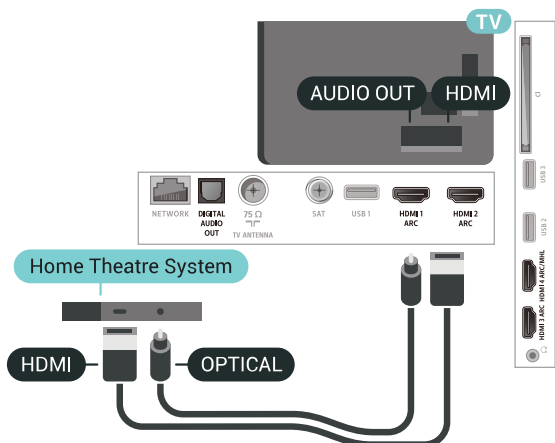 TV
AUDIO OUT
HDMI
CI
USB 3
USB 2
HDMI 4 ARC/MHL
HDMI 3 ARC
NETWORK
DIGITAL
AUDIO
OUT
75 Ω
TV ANTENNA
SAT
USB 1
HDMI 1
ARC
HDMI 2
ARC
Home Theatre System
HDMI
OPTICAL